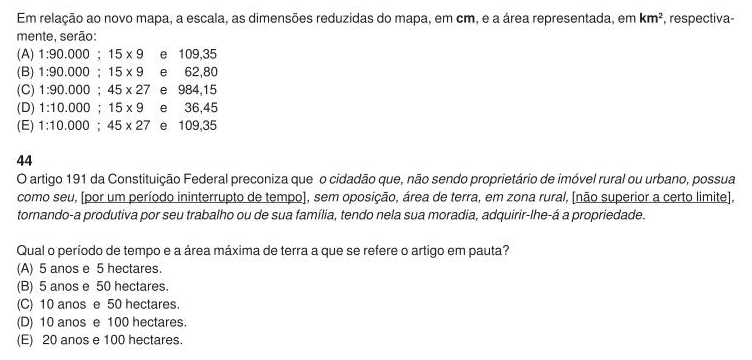 Em relação ao novo mapa, a escala, as dimensões reduzidas do mapa, em cm, e a área representada, em km², respectiva-
mente, serão:
(A) 1:90.000 ; 15 x 9 e 109,35
(B) 1:90.000 ; 15 x 9 e 62,80
(C) 1:90.000 ; 45 x 27 e 984,15
(D) 1:10.000 ; 15 x 9 e 36,45
(E) 1:10.000 ; 45 x 27 e 109,35
44
O artigo 191 da Constituição Federal preconiza que o cidadão que, não sendo proprietário de imóvel rural ou urbano, possua
como seu, [por um período ininterrupto de tempo], sem oposição, área de terra, em zona rural, [não superior a certo limite],
tornando-a produtiva por seu trabalho ou de sua família, tendo nela sua moradia, adquirir-lhe-á a propriedade.
Qual o período de tempo e a área máxima de terra a que se refere o artigo em pauta?
(A) 5 anos e 5 hectares.
(B) 5 anos e 50 hectares.
(C) 10 anos e 50 hectares.
(D) 10 anos e 100 hectares.
(E) 20 anos e 100 hectares.